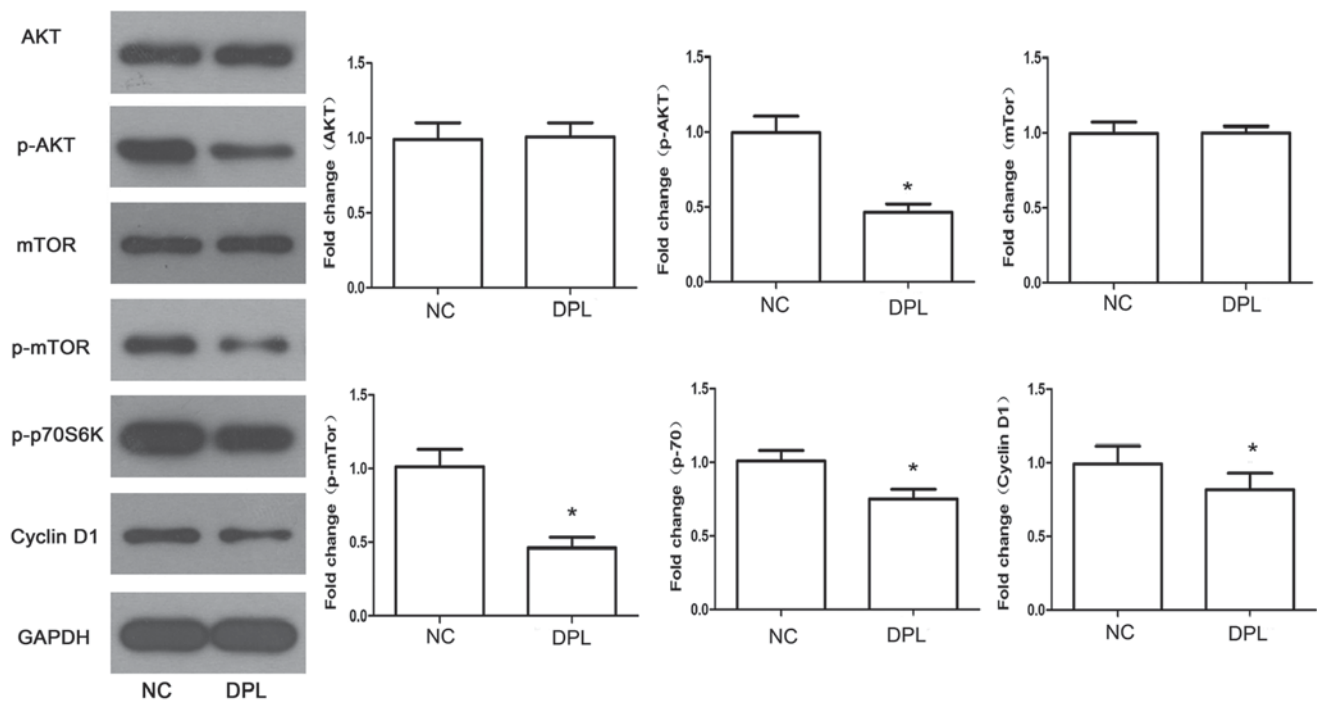 AKT
p-AKT
mTOR
p-mTOR
p-p70S6K
Cyclin D1
GAPDH
NC DPL
Fold change (AKT)
1.5
1.0
0.5
0.0
NC DPL
Fold change (p-AKT)
1.5
1.0
*
0.5
0.0
NC DPL
Fold change (mTor)
1.5
1.0
0.5
0.0
NC DPL
Fold change (p-mTor)
1.5
1.0
*
0.5
0.0
NC DPL
Fold change (p-70)
1.5
1.0
*
0.5
0.0
NC DPL
Fold change (Cyclin D1)
1.5
*
1.0
0.5
0.0
NC DPL